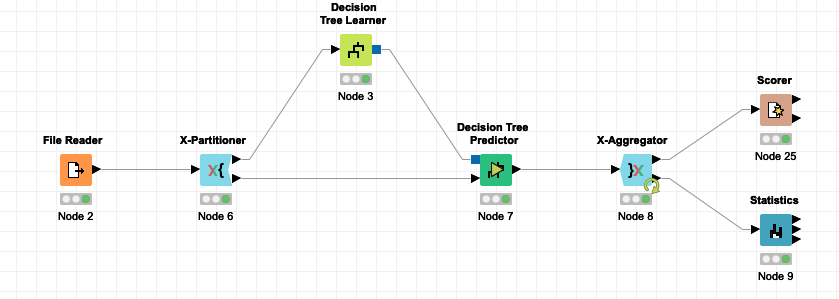 Decision
Tree Learner
Node 3
File Reader
Node 2
X-Partitioner
X{
Node 6
Decision Tree
Predictor
Node 7
X-Aggregator
}X
Node 8
Scorer
Node 25
Statistics
Node 9